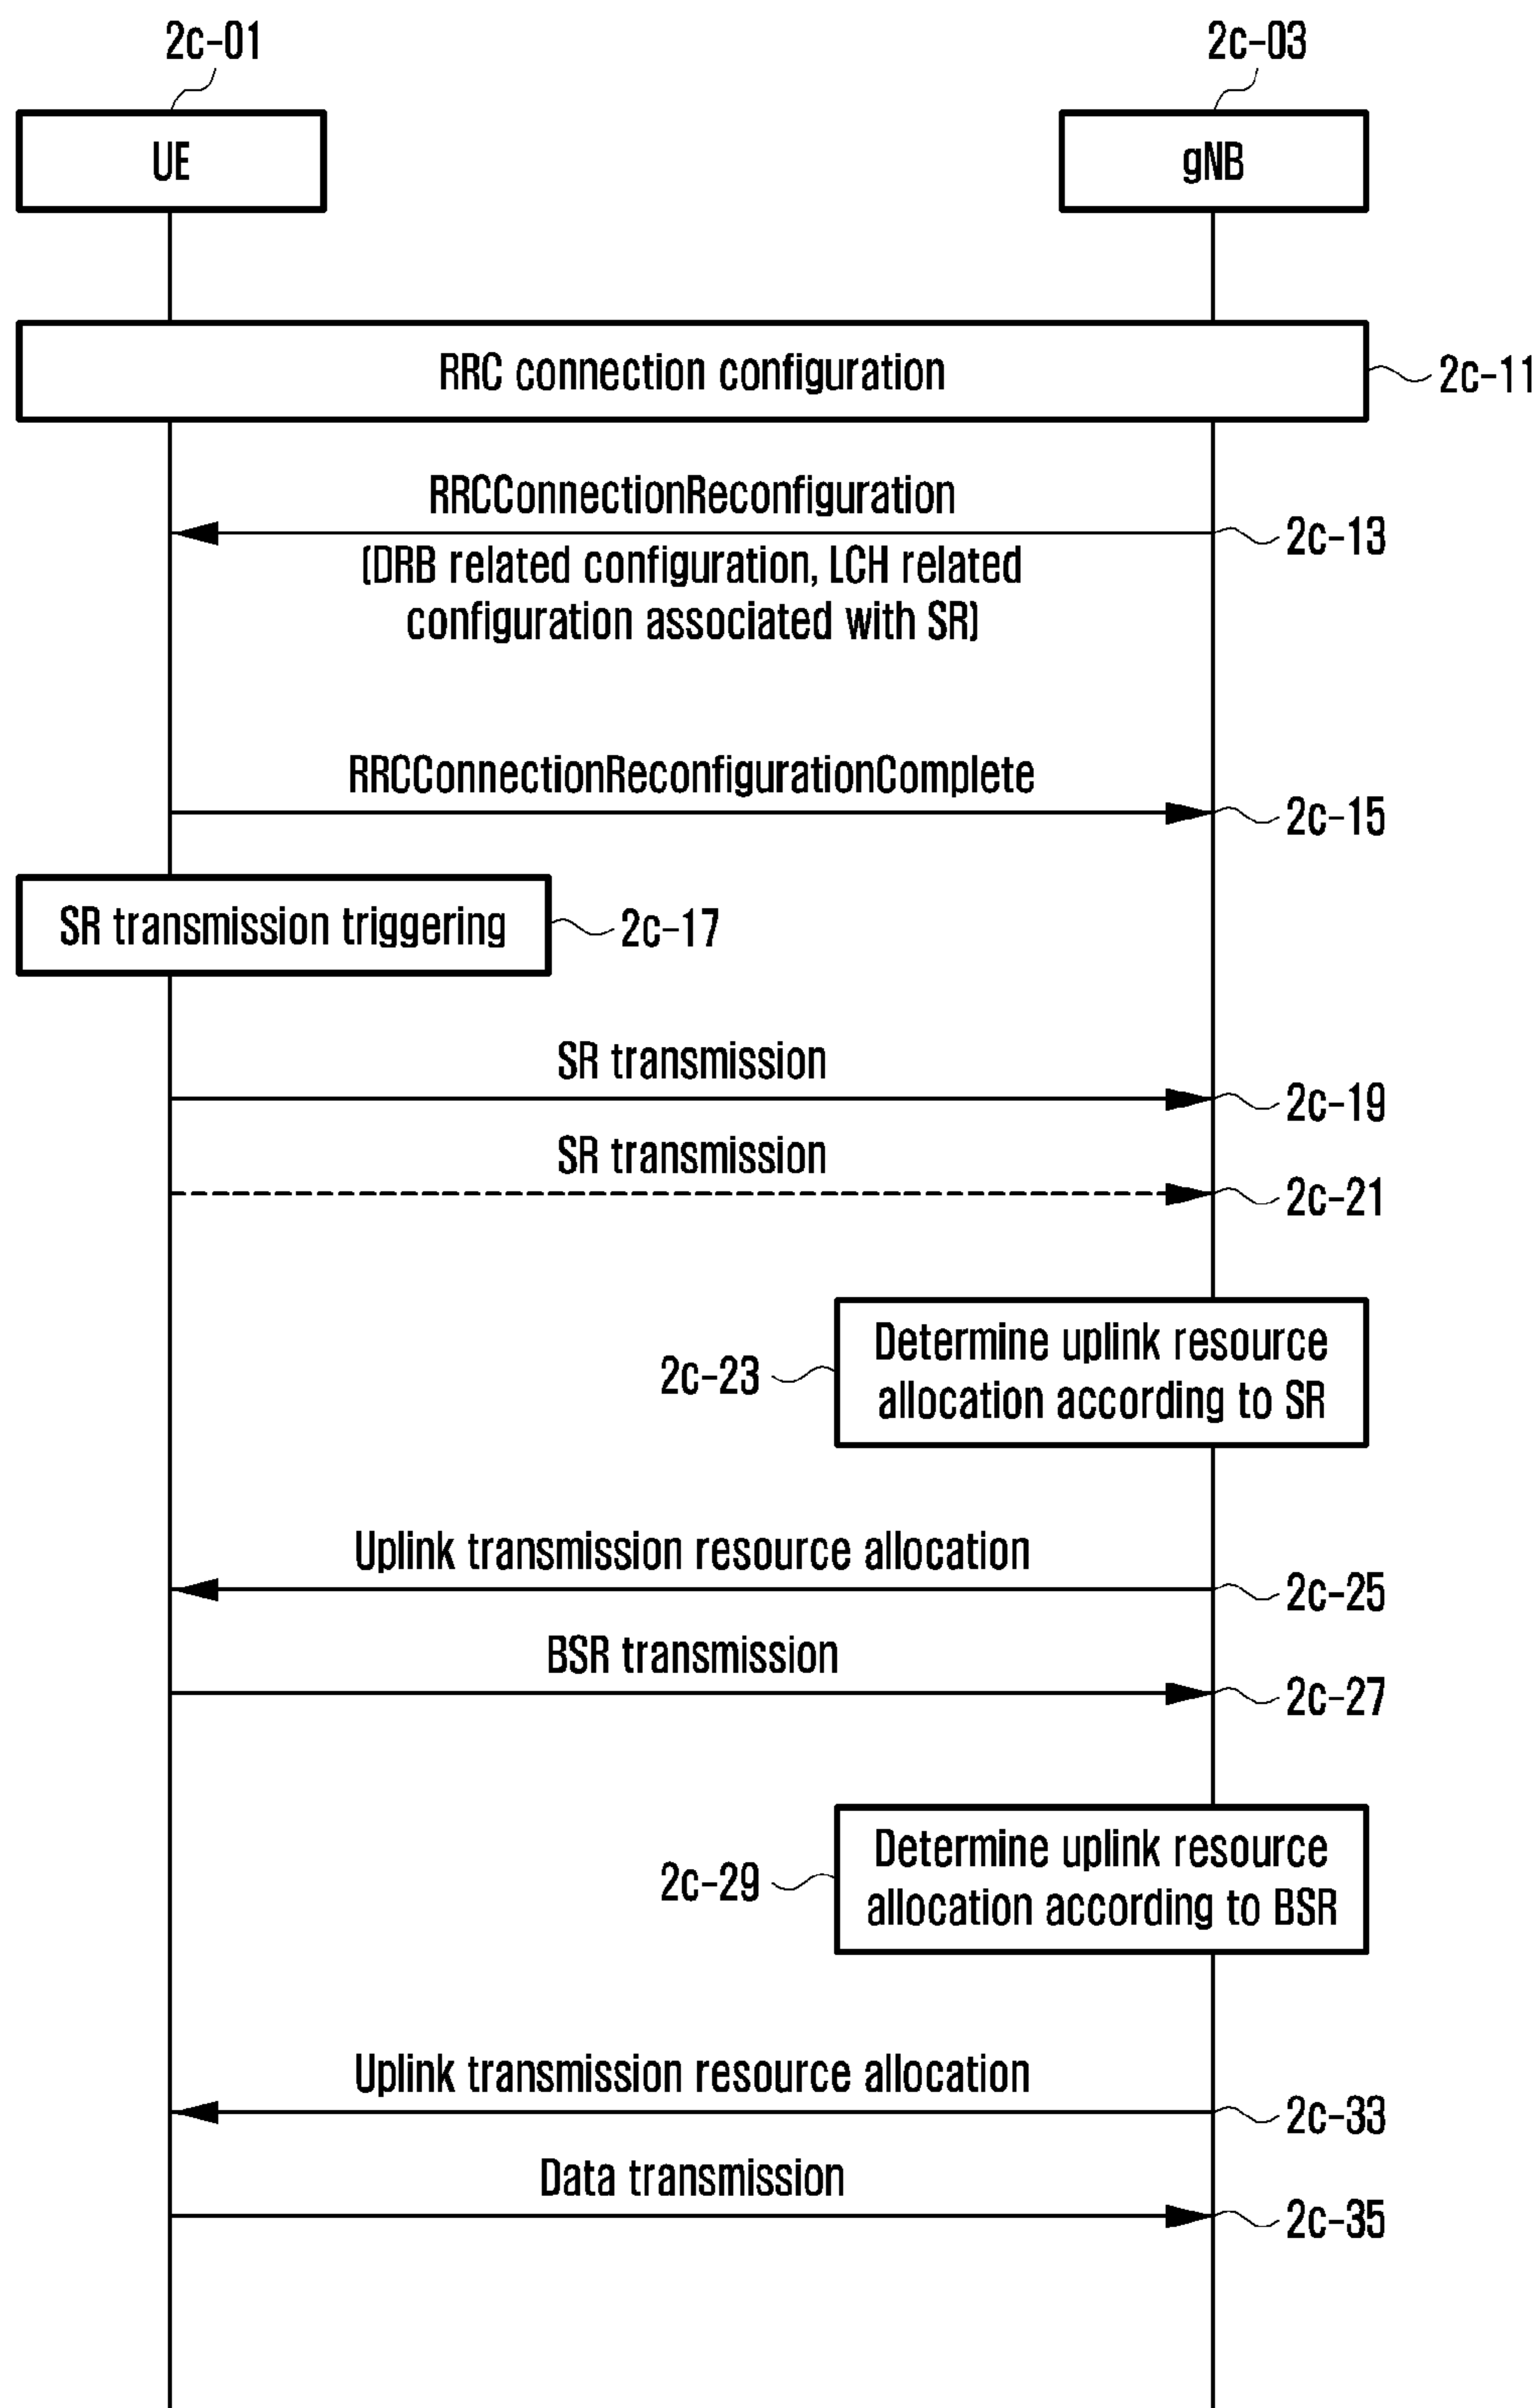 2c-01
2c-03
UE
gNB
RRC connection configuration
2c-11
RRCConnectionReconfiguration
2c-13
(DRB related configuration, LCH related
configuration associated with SR)
RRCConnectionReconfigurationComplete
2c-15
SR transmission triggering
2c-17
SR transmission
2c-19
SR transmission
2c-21
Determine uplink resource
allocation according to SR
2c-23
Uplink transmission resource allocation
2c-25
BSR transmission
2c-27
Determine uplink resource
allocation according to BSR
2c-29
Uplink transmission resource allocation
2c-33
Data transmission
2c-35